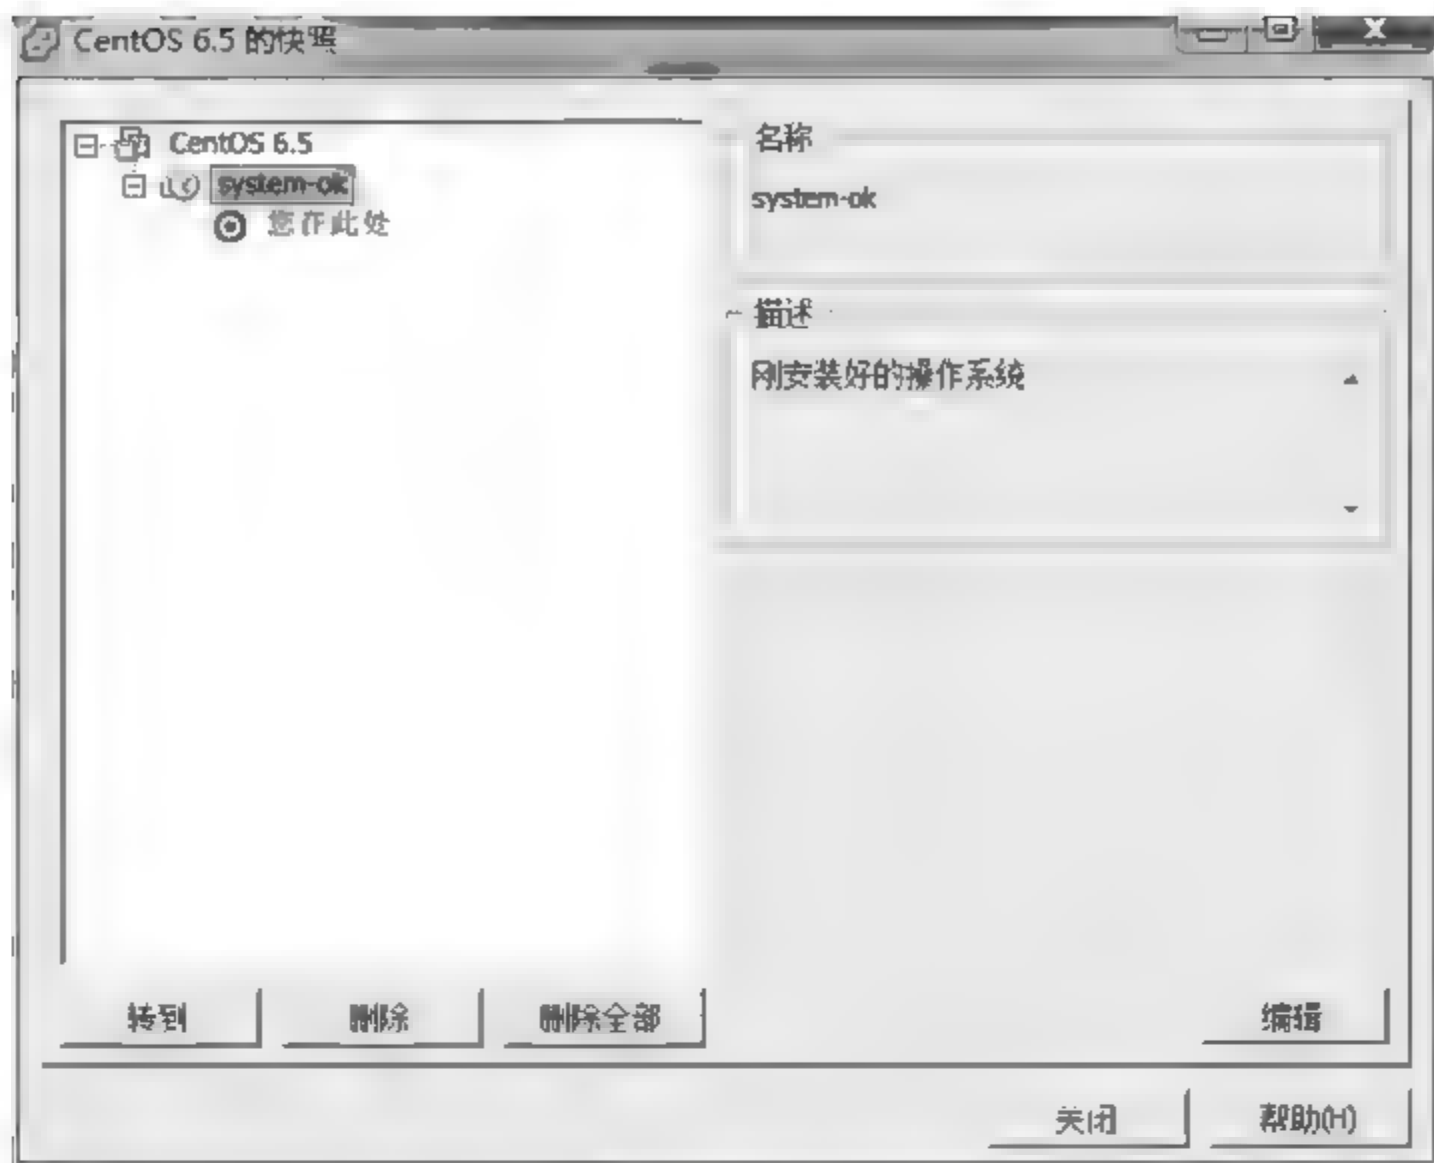 CentOS 6.5 的快照
CentOS 6.5
system-ok
您在此处
名称
system-ok
描述
刚安装好的操作系统
转到
删除
删除全部
编辑
关闭
帮助(H)